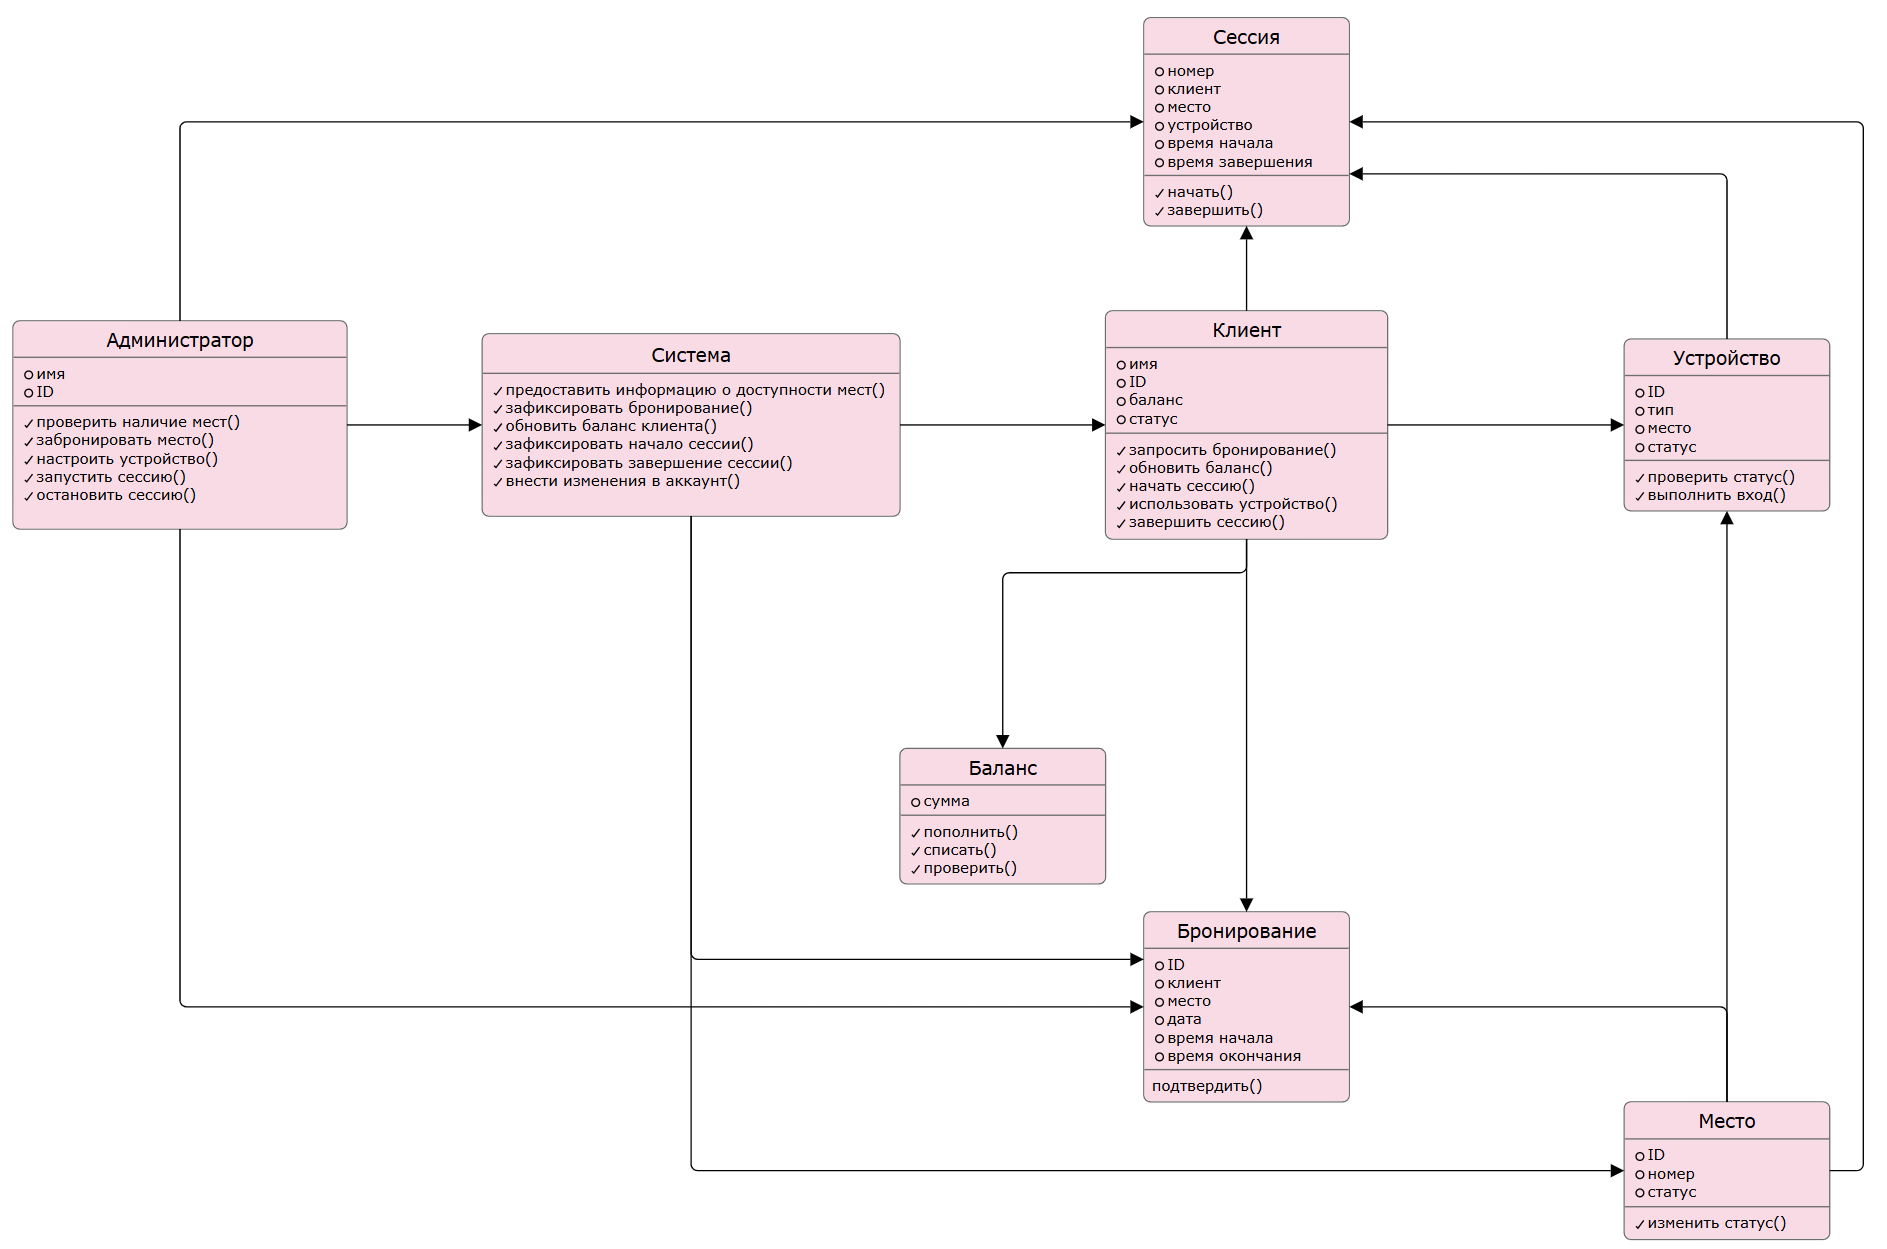 Сессия
номер
клиент
место
устройство
время начала
время завершения
начать()
завершить()
Администратор
имя
ID
проверить наличие мест()
забронировать место()
настроить устройство()
запустить сессию()
остановить сессию()
Система
предоставить информацию о доступности мест()
зафиксировать бронирование()
обновить баланс клиента()
зафиксировать начало сессии()
зафиксировать завершение сессии()
внести изменения в аккаунт()
Клиент
имя
ID
баланс
статус
запросить бронирование()
обновить баланс()
начать сессию()
использовать устройство()
завершить сессию()
Устройство
ID
тип
место
статус
проверить статус()
выполнить вход()
Баланс
сумма
пополнить()
списать()
проверить()
Бронирование
ID
клиент
место
дата
время начала
время окончания
подтвердить()
Место
ID
номер
статус
изменить статус()